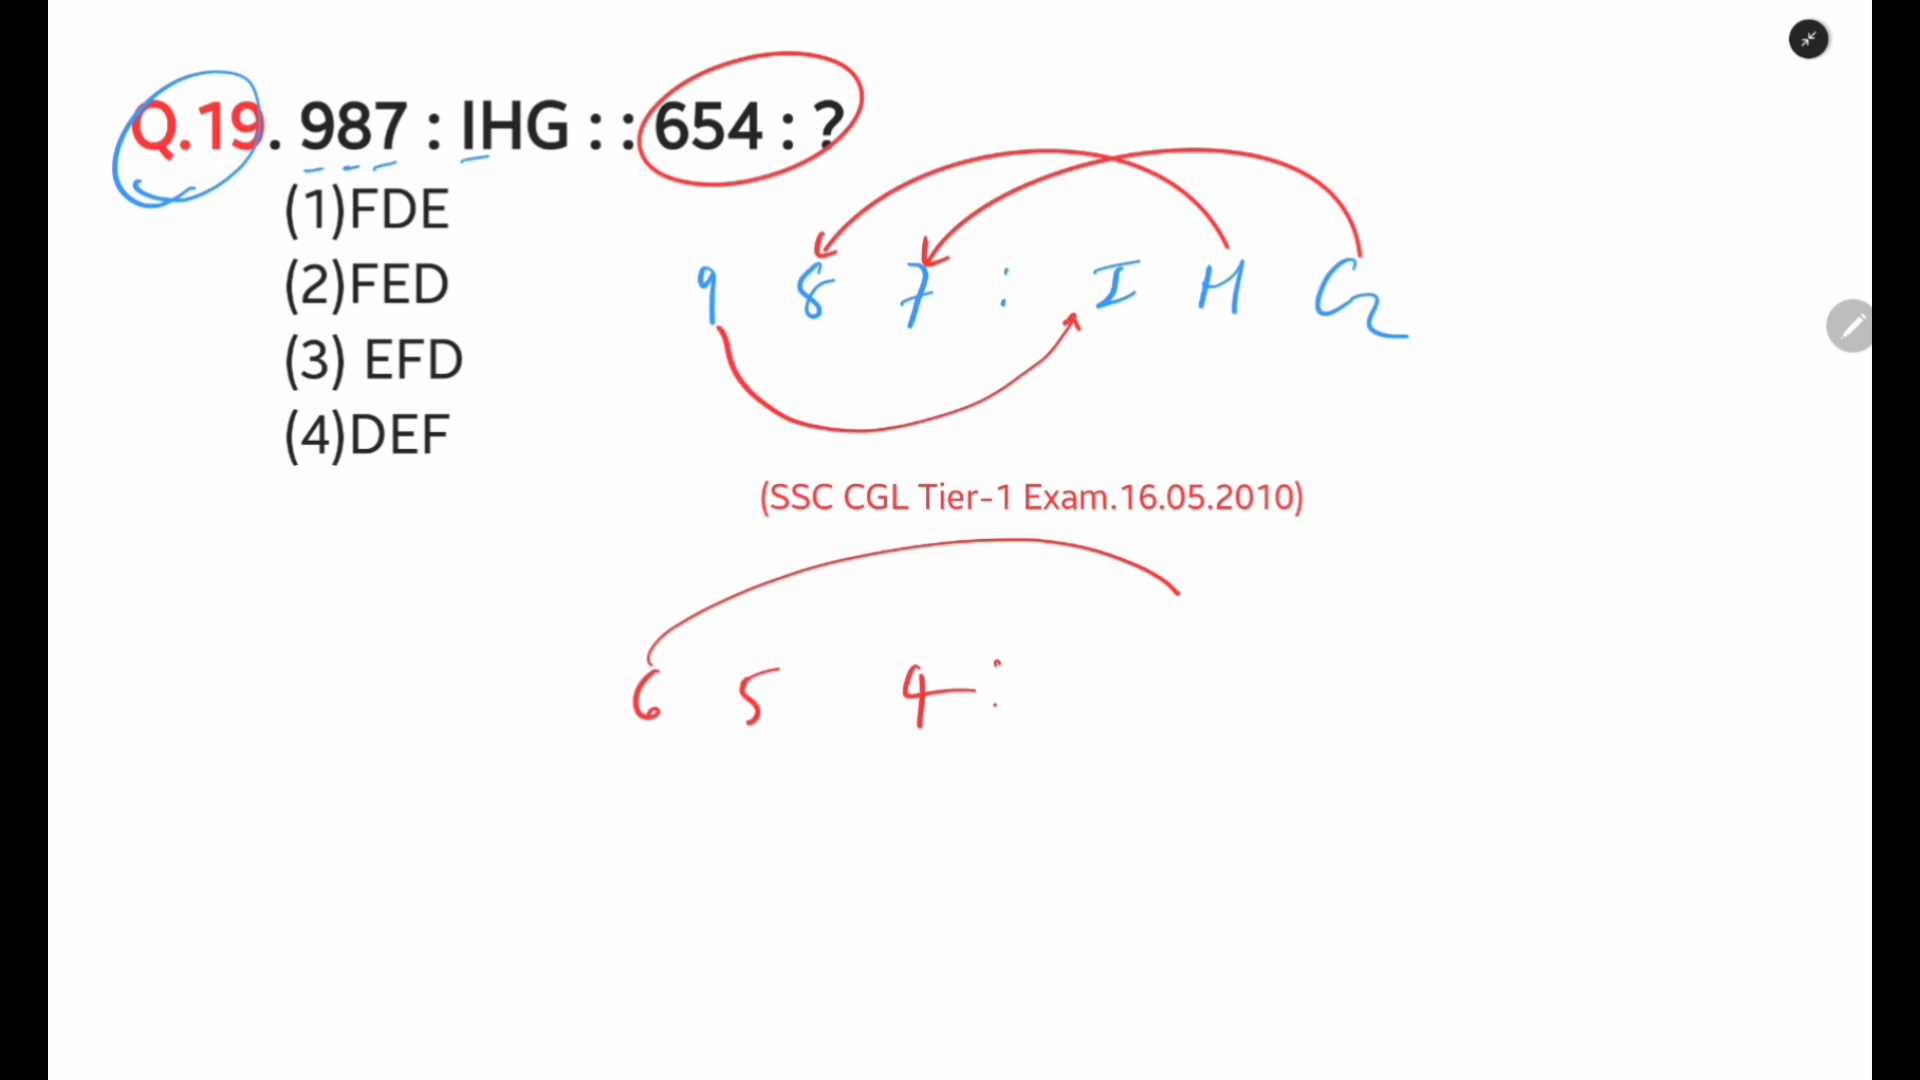 Q.19. 987 : IHG : : 654 : ?
(1)FDE
(2)FED
(3) EFD
(4)DEF
9 8 7 : I H G
(SSC CGL Tier-1 Exam.16.05.2010)
6 5 4 :